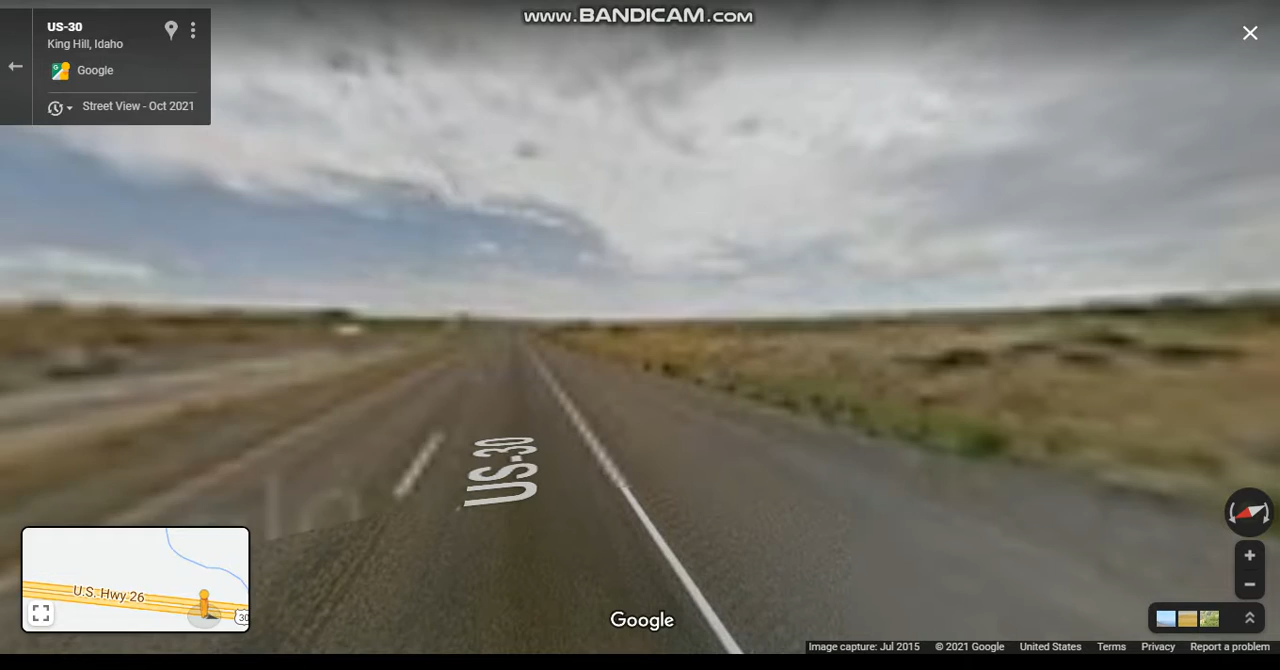 www.BANDICAM.com
US-30
King Hill, Idaho
Google
Street View - Oct 2021
US-30
U.S. Hwy 26
30
Google
Image capture: Jul 2015 © 2021 Google United States Terms Privacy Report a problem